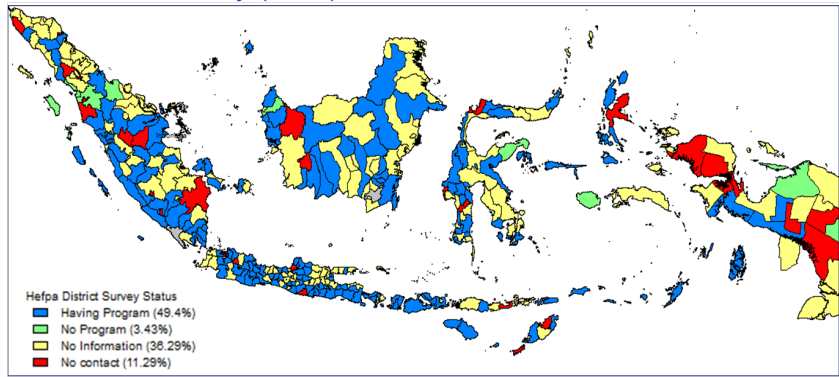 Hefpa District Survey Status
Having Program (49.4%)
No Program (3.43%)
No Information (36.29%)
No contact (11.29%)